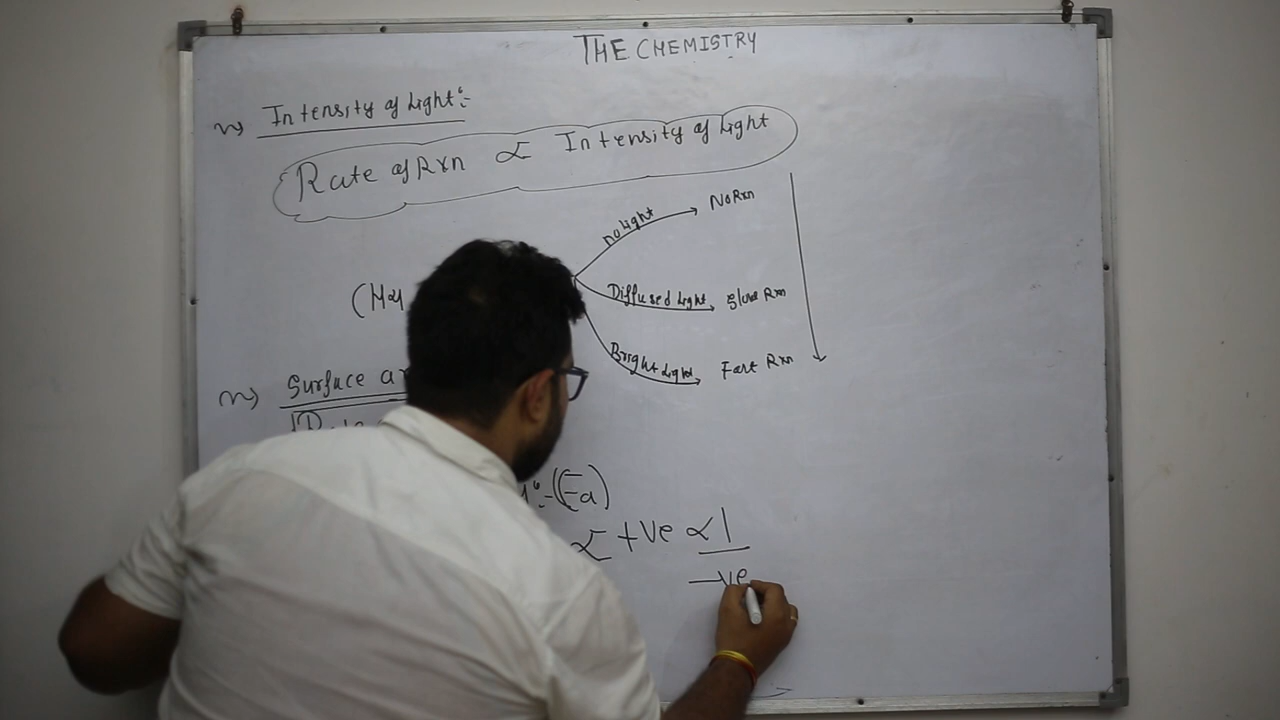 THE CHEMISTRY
Intensity of Light:-
Rate of Rxn ∝ Intensity of Light
no light No Rxn
(H
Diffused Light Slow Rxn
Bright Light Fast Rxn
Surface a
:-(Ea)
∝ +ve ∝ 1
-ve